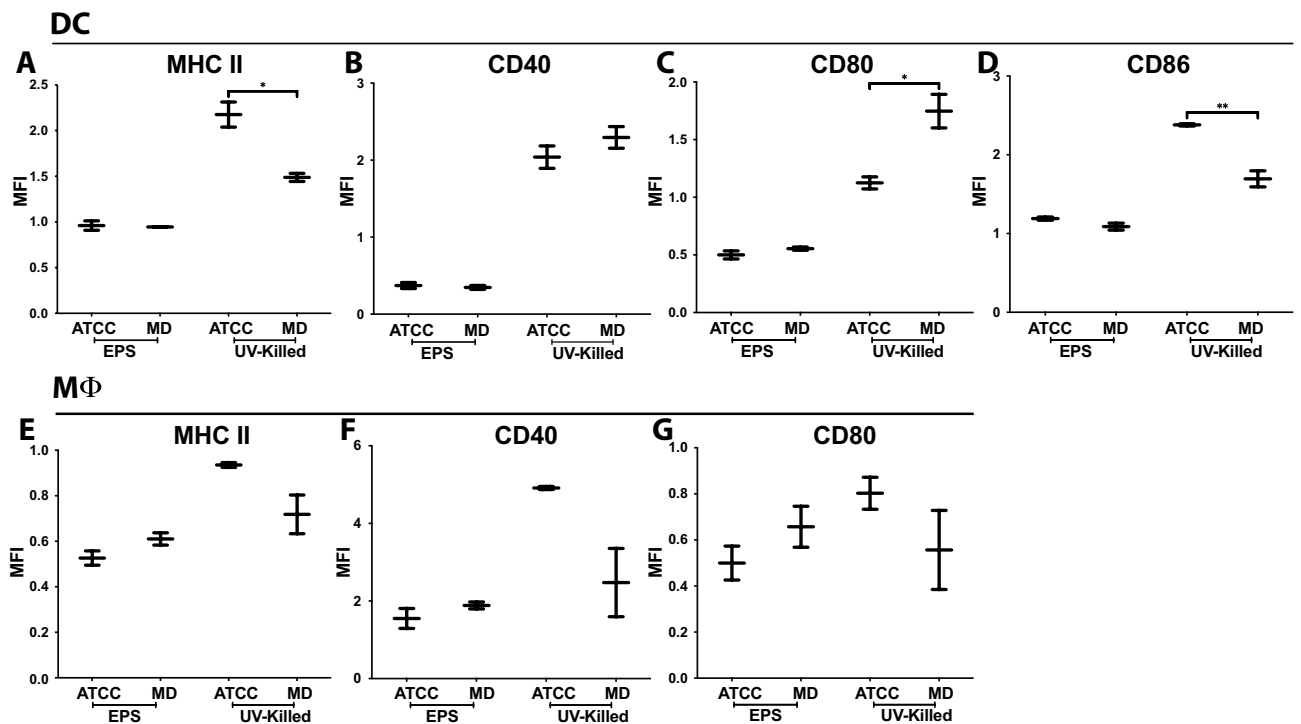 DC
A MHC II
2.5
2.0
1.5
1.0
0.5
0.0
MFI
*
ATCC MD ATCC MD
EPS UV-Killed
B CD40
3
2
1
0
MFI
ATCC MD ATCC MD
EPS UV-Killed
C CD80
2.0
1.5
1.0
0.5
0.0
MFI
*
ATCC MD ATCC MD
EPS UV-Killed
D CD86
3
2
1
0
MFI
**
ATCC MD ATCC MD
EPS UV-Killed
MΦ
E MHC II
1.0
0.8
0.6
0.4
0.2
0.0
MFI
ATCC MD ATCC MD
EPS UV-Killed
F CD40
6
4
2
0
MFI
ATCC MD ATCC MD
EPS UV-Killed
G CD80
1.0
0.8
0.6
0.4
0.2
0.0
MFI
ATCC MD ATCC MD
EPS UV-Killed